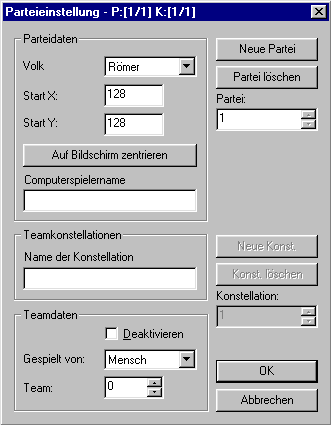 Parteieinstellung - P:[1/1] K:[1/1]
Parteidaten
Volk
Römer
Start X:
128
Start Y:
128
Auf Bildschirm zentrieren
Computerspielername
Neue Partei
Partei löschen
Partei:
1
Teamkonstellationen
Name der Konstellation
Neue Konst.
Konst. löschen
Konstellation:
1
Teamdaten
Deaktivieren
Gespielt von:
Mensch
Team:
0
OK
Abbrechen